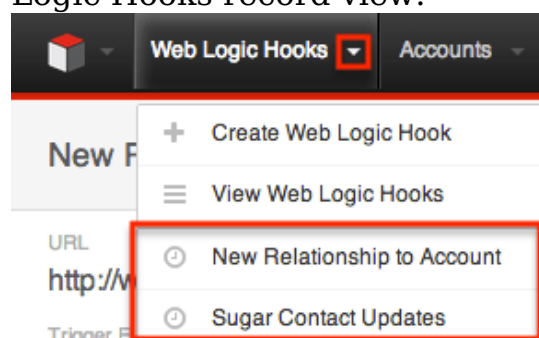 Logic Hooks record view.
Web Logic Hooks Accounts
Create Web Logic Hook
New
View Web Logic Hooks
URL
New Relationship to Account
http://w
Sugar Contact Updates
Trigger